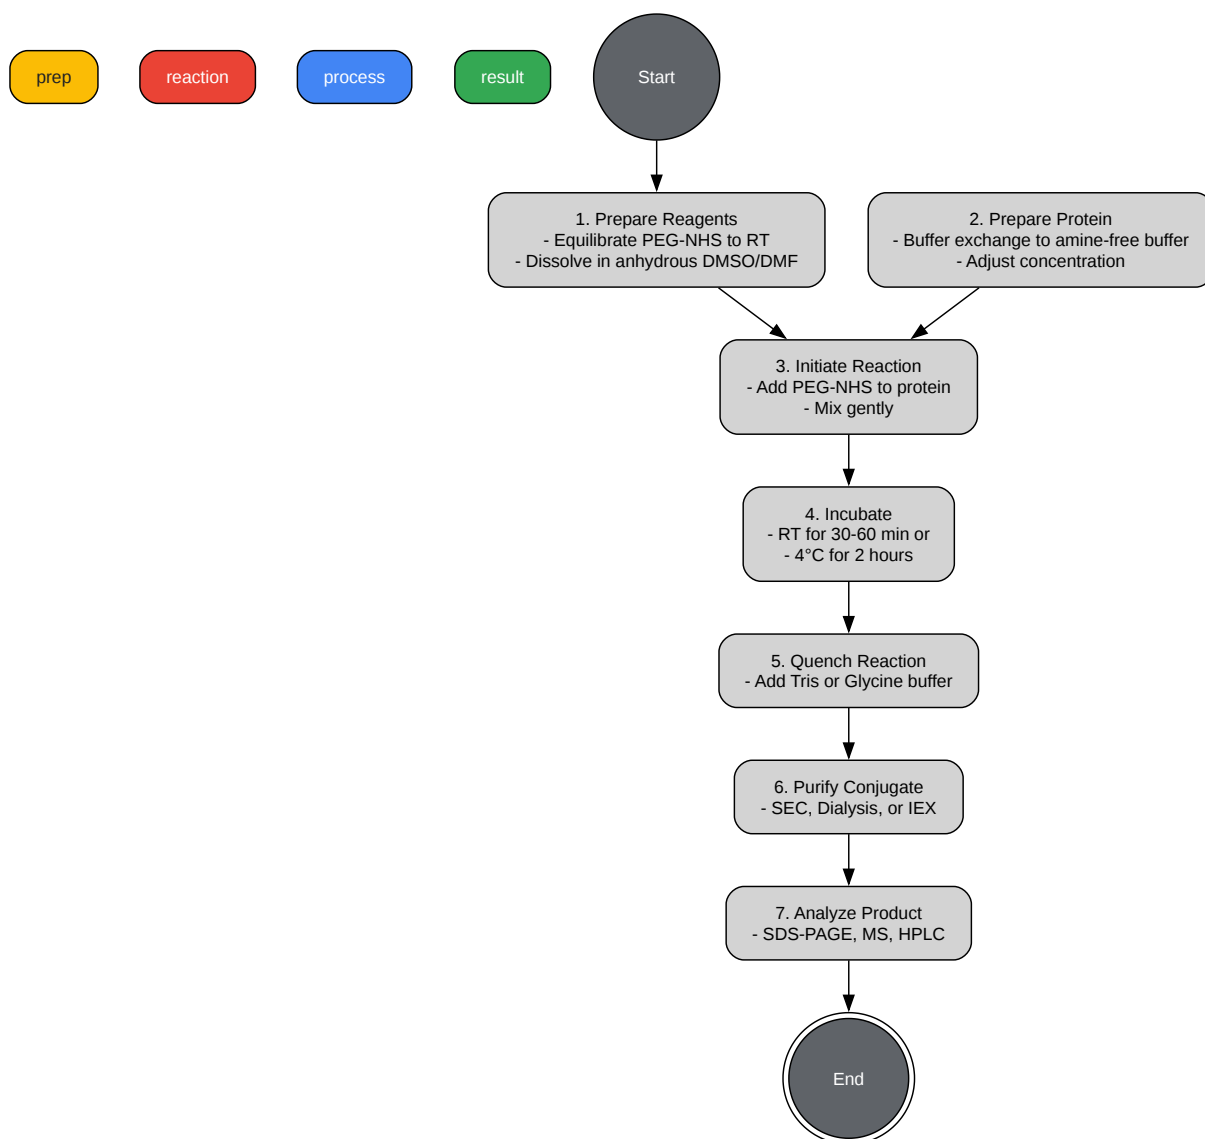 prep
reaction
process
result
Start
1. Prepare Reagents
- Equilibrate PEG-NHS to RT
- Dissolve in anhydrous DMSO/DMF
2. Prepare Protein
- Buffer exchange to amine-free buffer
- Adjust concentration
3. Initiate Reaction
- Add PEG-NHS to protein
- Mix gently
4. Incubate
- RT for 30-60 min or
- 4°C for 2 hours
5. Quench Reaction
- Add Tris or Glycine buffer
6. Purify Conjugate
- SEC, Dialysis, or IEX
7. Analyze Product
- SDS-PAGE, MS, HPLC
End